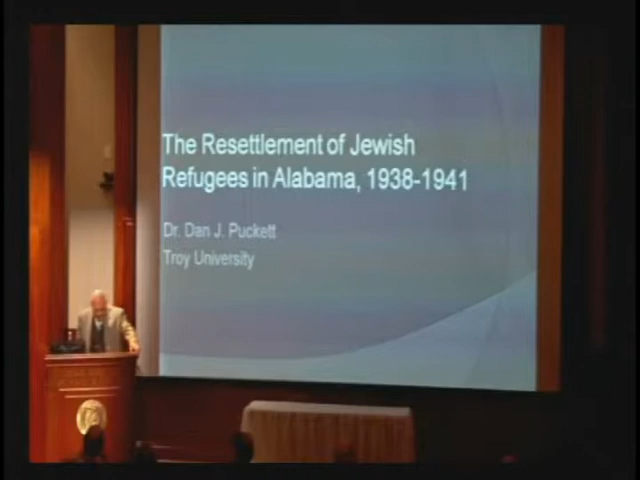 The Resettlement of Jewish
Refugees in Alabama, 1938-1941
Dr. Dan J. Puckett
Troy University